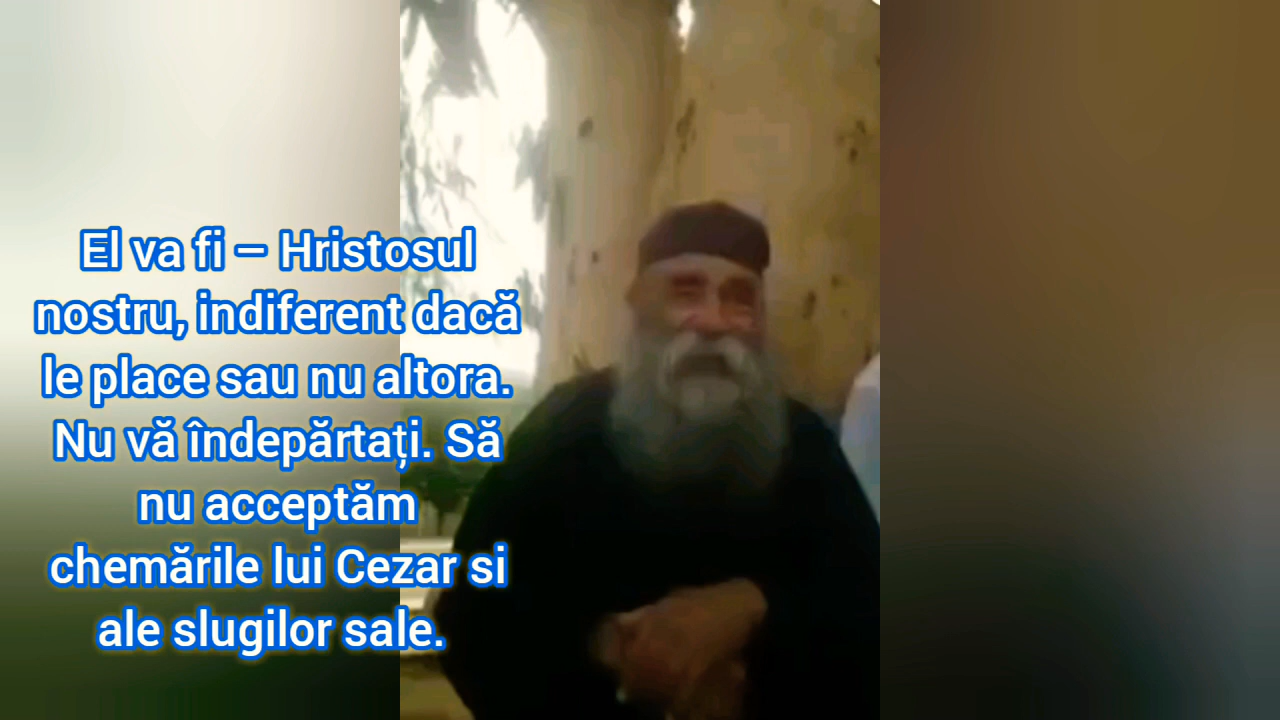 El va fi – Hristosul
nostru, indiferent dacă
le place sau nu altora.
Nu vă îndepărtați. Să
nu acceptăm
chemările lui Cezar si
ale slugilor sale.